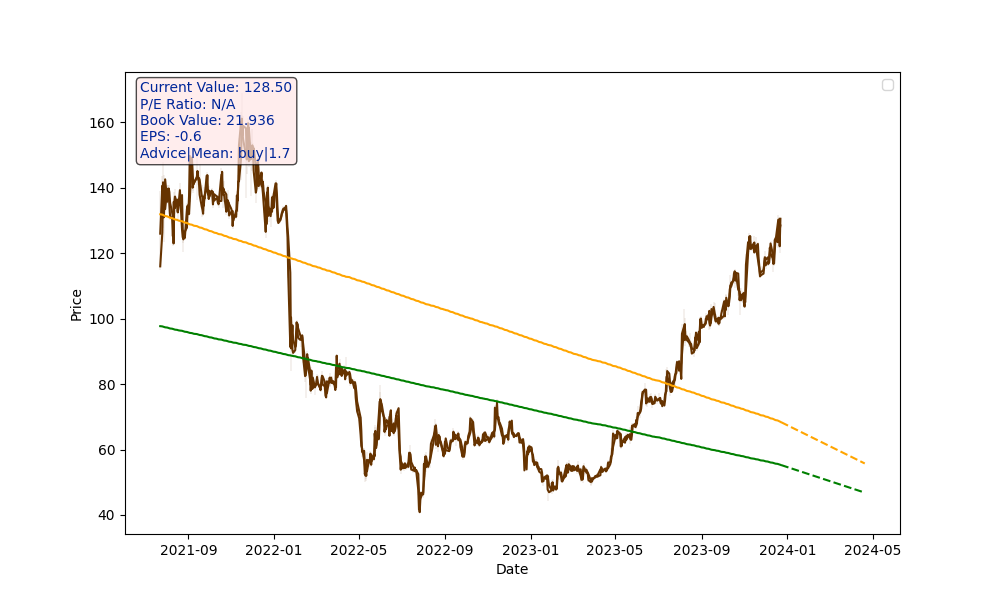 Current Value: 128.50
P/E Ratio: N/A
Book Value: 21.936
EPS: -0.6
Advice|Mean: buy|1.7
160
140
120
100
80
60
40
Price
2021-09 2022-01 2022-05 2022-09 2023-01 2023-05 2023-09 2024-01 2024-05
Date